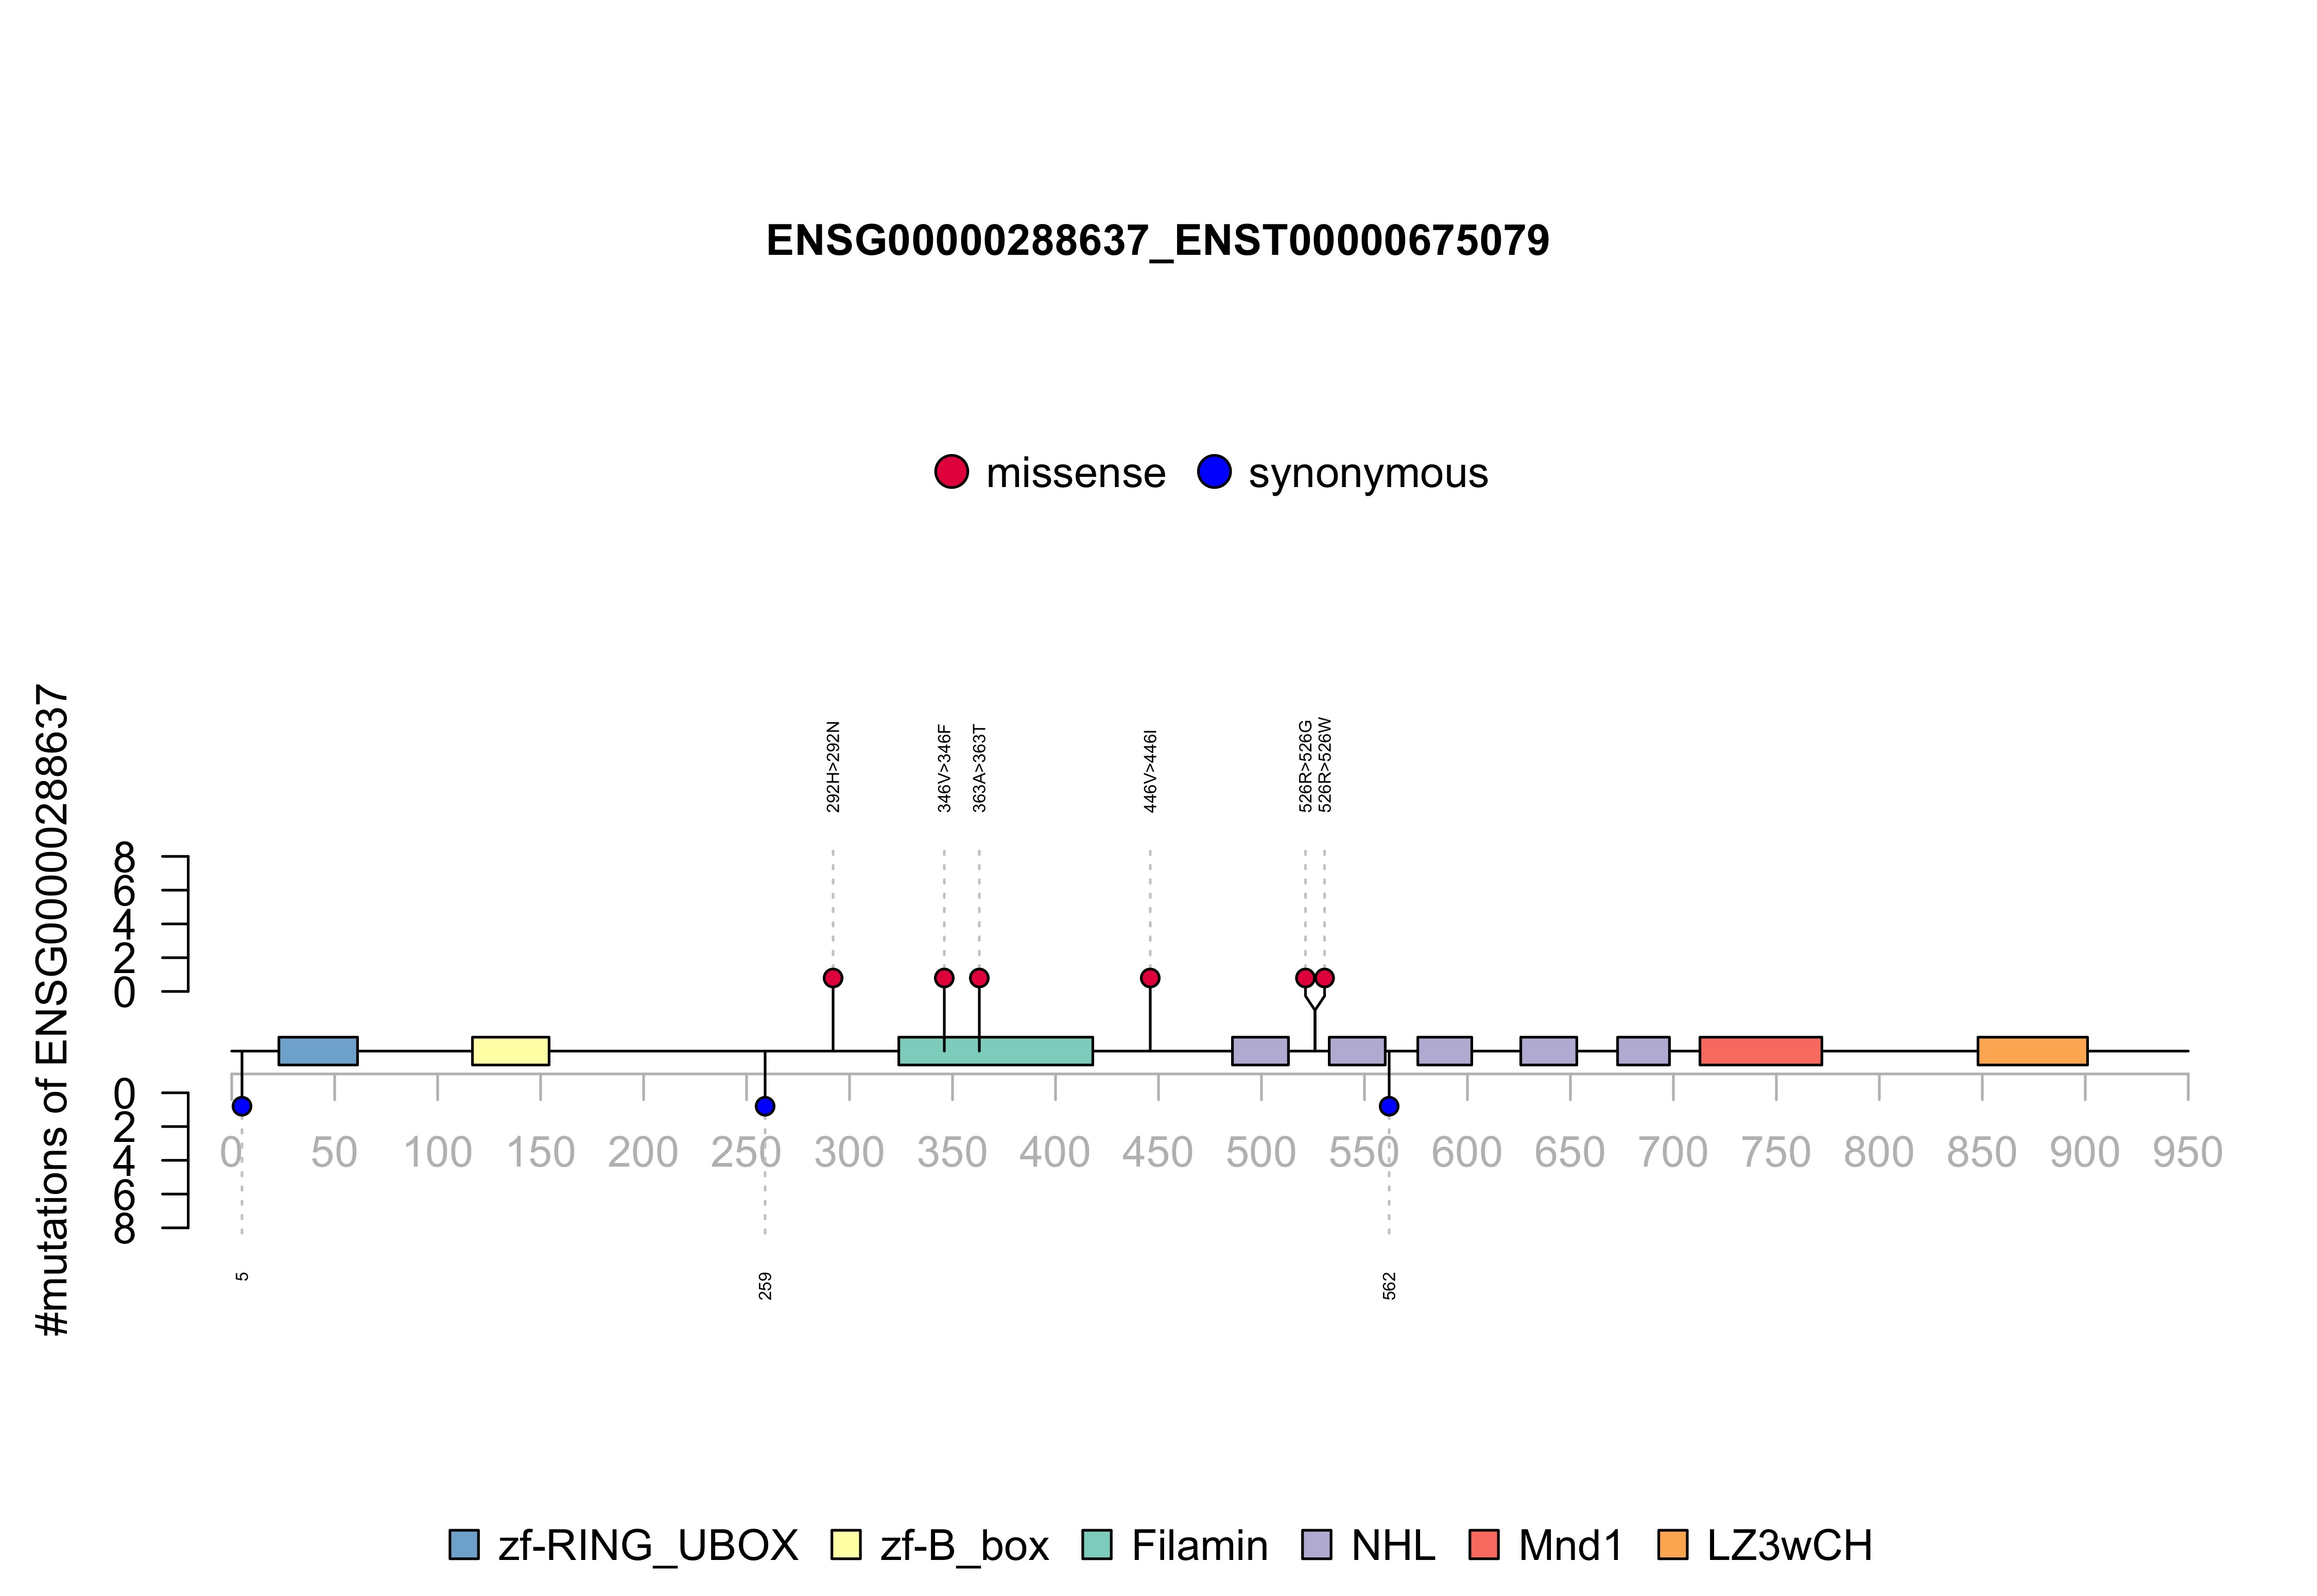 ENSG00000288637_ENST00000675079
missense synonymous
#mutations of ENSG00000288637
292H>292N
346V>346F
363A>363T
446V>446I
526R>526G
526R>526W
8
6
4
2
0
0
2
4
6
8
0 50 100 150 200 250 300 350 400 450 500 550 600 650 700 750 800 850 900 950
5
259
562
zf-RING_UBOX zf-B_box Filamin NHL Mnd1 LZ3wCH